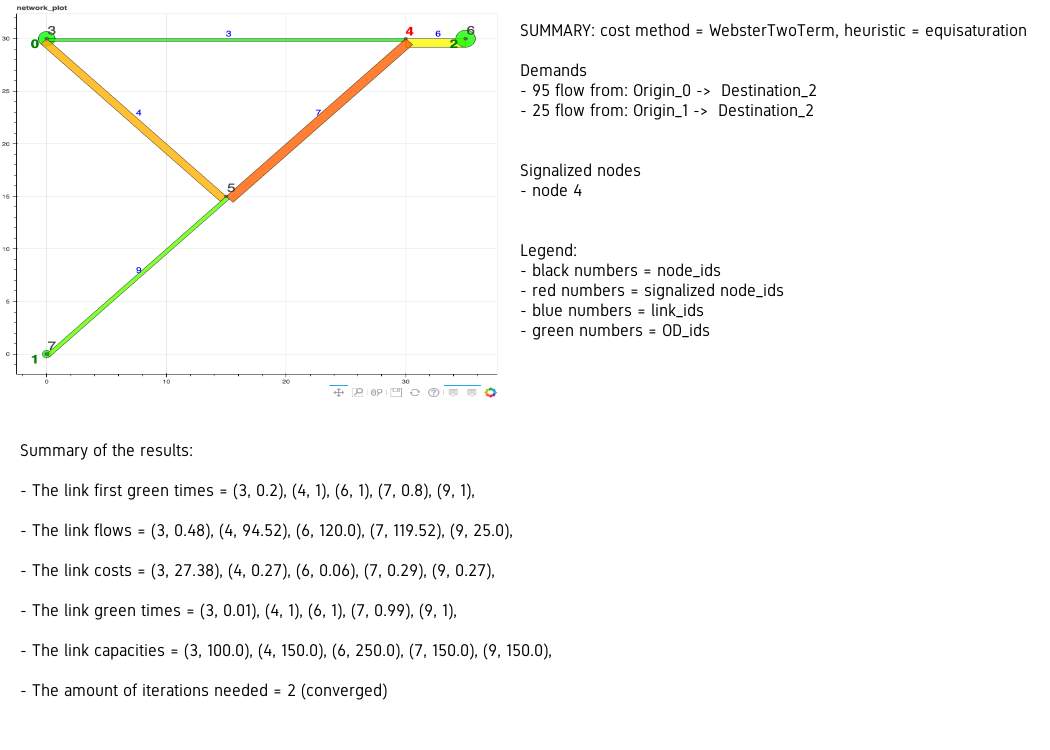 network_plot
SUMMARY: cost method = WebsterTwoTerm, heuristic = equisaturation
Demands
- 95 flow from: Origin_0 -> Destination_2
- 25 flow from: Origin_1 -> Destination_2
Signalized nodes
- node 4
Legend:
- black numbers = node_ids
- red numbers = signalized node_ids
- blue numbers = link_ids
- green numbers = OD_ids
30
25
20
15
10
5
0
0
10
20
30
3
0
3
4
6
2
6
4
7
5
9
7
1
Summary of the results:
- The link first green times = (3, 0.2), (4, 1), (6, 1), (7, 0.8), (9, 1),
- The link flows = (3, 0.48), (4, 94.52), (6, 120.0), (7, 119.52), (9, 25.0),
- The link costs = (3, 27.38), (4, 0.27), (6, 0.06), (7, 0.29), (9, 0.27),
- The link green times = (3, 0.01), (4, 1), (6, 1), (7, 0.99), (9, 1),
- The link capacities = (3, 100.0), (4, 150.0), (6, 250.0), (7, 150.0), (9, 150.0),
- The amount of iterations needed = 2 (converged)